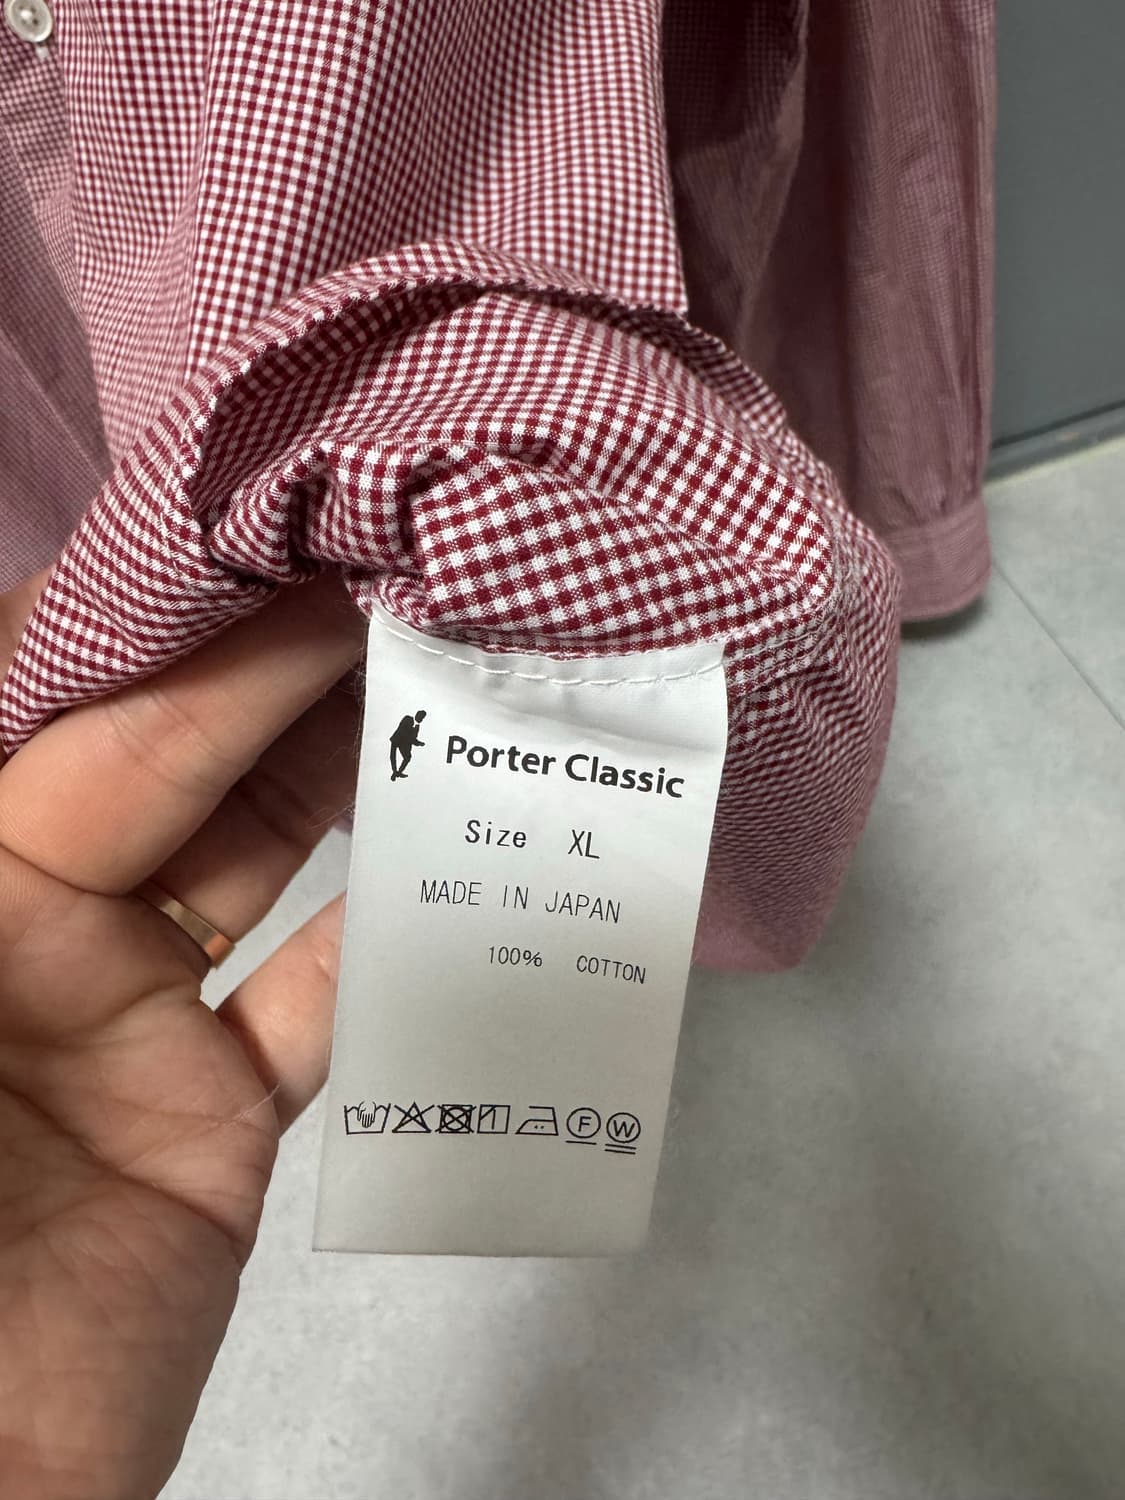 Porter Classic
Size XL
MADE IN JAPAN
100% COTTON
F W